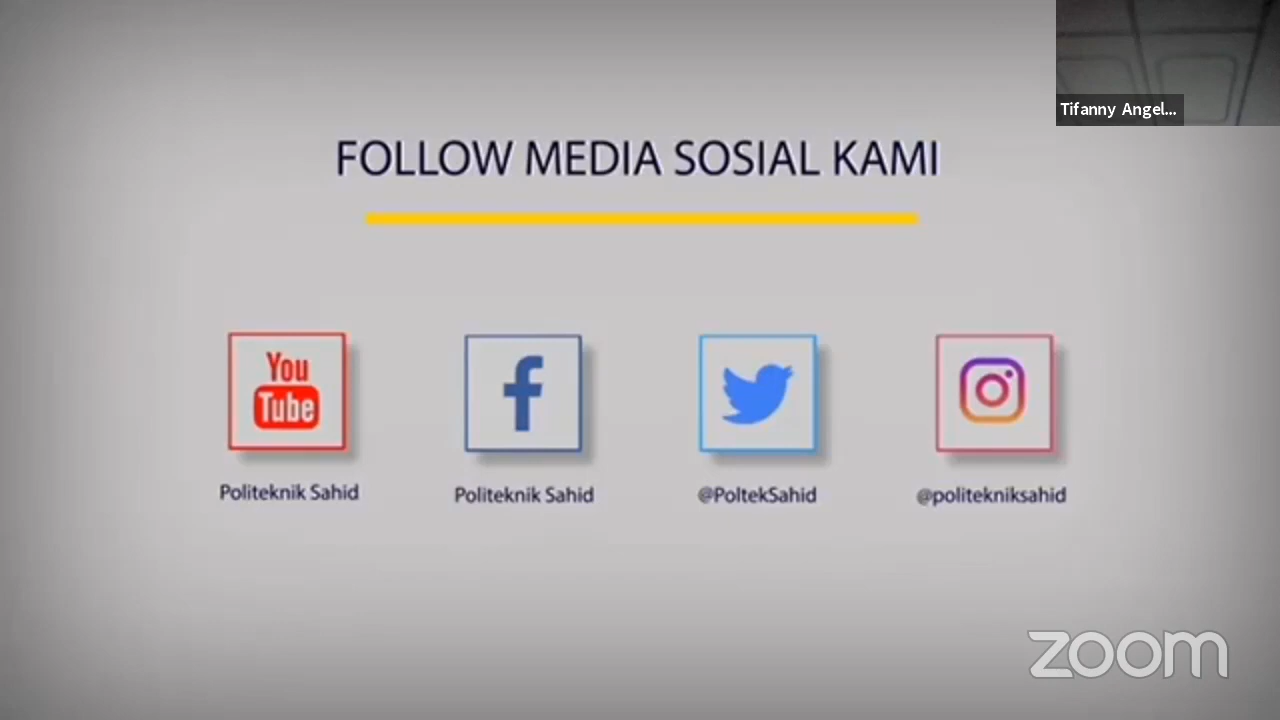 Tifanny Angel...
FOLLOW MEDIA SOSIAL KAMI
You
Tube
Politeknik Sahid
Politeknik Sahid
@PoltekSahid
@politekniksahid
zoom